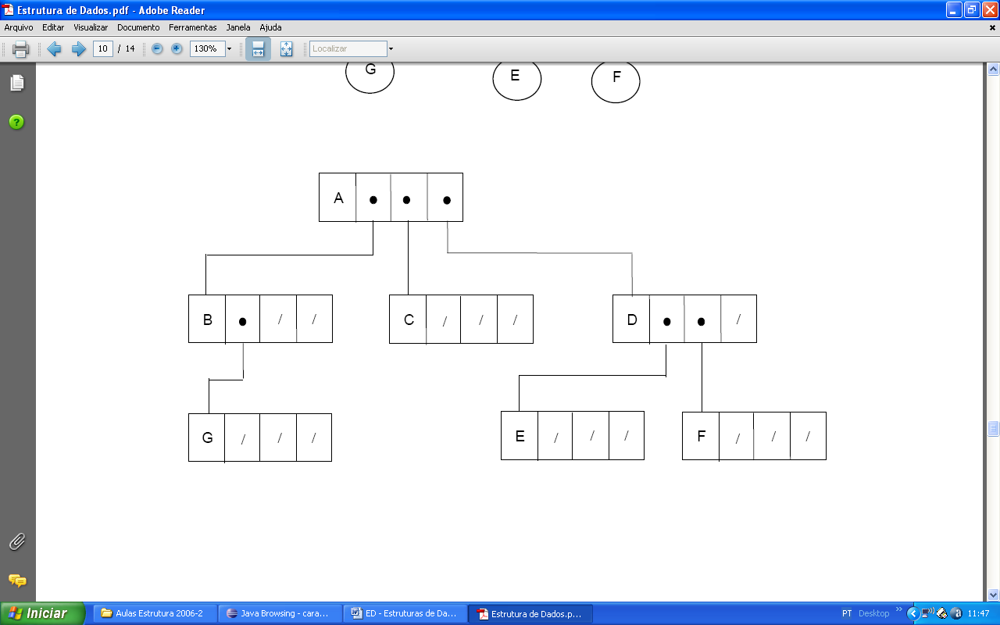 Estrutura de Dados.pdf - Adobe Reader
Arquivo Editar Visualizar Documento Ferramentas Janela Ajuda
10 / 14 130% Localizar
G E F
A
B / / C / / / D /
G / / / E / / / F / / /
Iniciar Aulas Estrutura 2006-2 Java Browsing - cara... ED - Estruturas de Da... Estrutura de Dados.p... PT Desktop 11:47